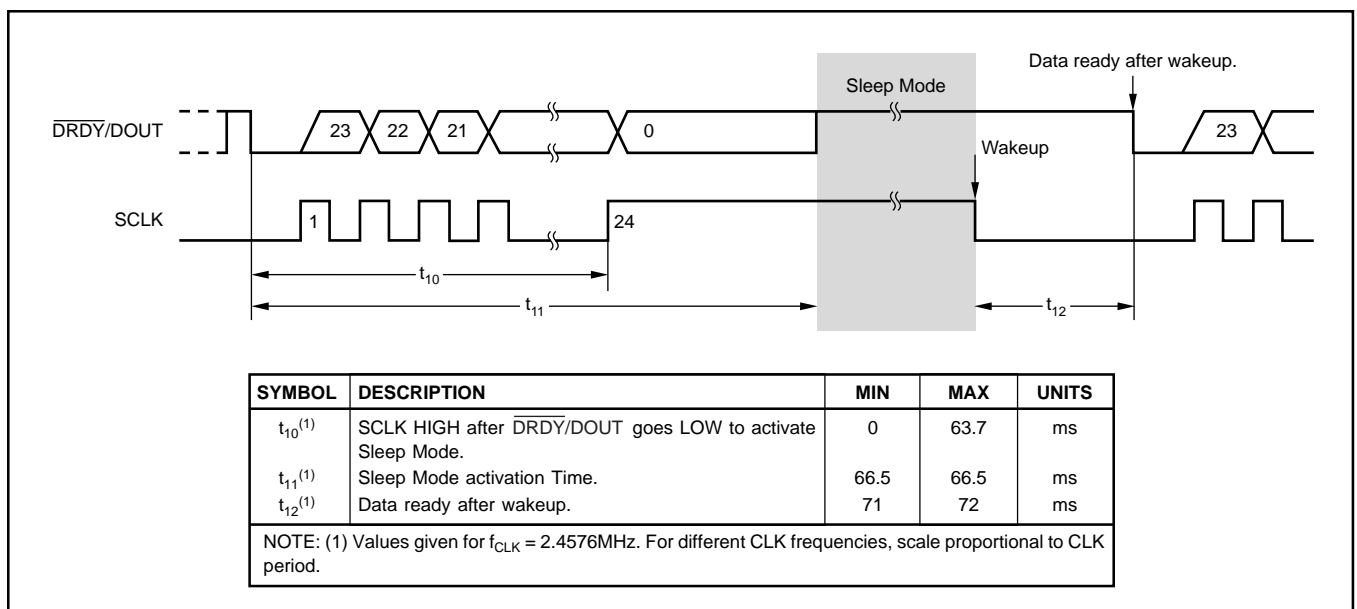 Data ready after wakeup.
Sleep Mode
DRDY/DOUT
23 22 21 0 23
Wakeup
SCLK
1 24
t10
t11
t12
SYMBOL DESCRIPTION MIN MAX UNITS
t10(1) SCLK HIGH after DRDY/DOUT goes LOW to activate 0 63.7 ms
Sleep Mode.
t11(1) Sleep Mode activation Time. 66.5 66.5 ms
t12(1) Data ready after wakeup. 71 72 ms
NOTE: (1) Values given for fCLK = 2.4576MHz. For different CLK frequencies, scale proportional to CLK
period.